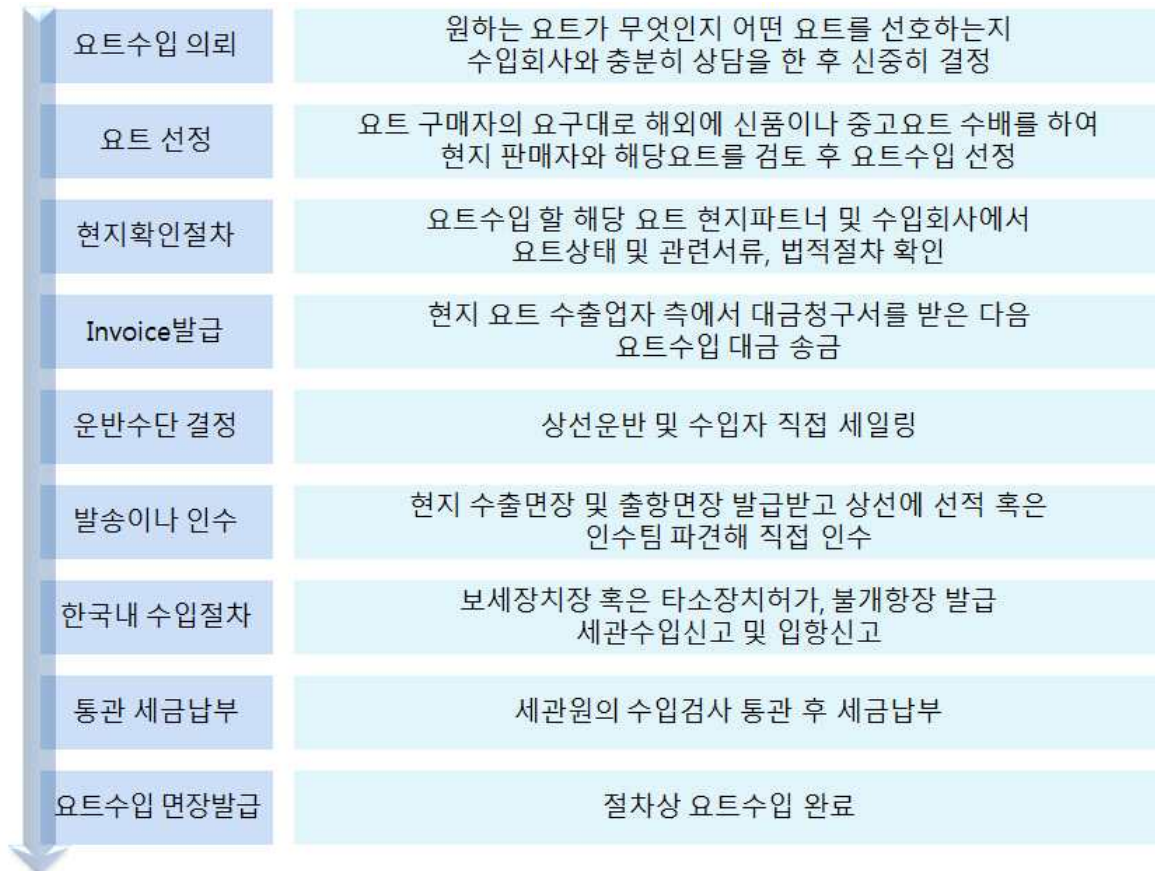 요트수입 의뢰
원하는 요트가 무엇인지 어떤 요트를 선호하는지
수입회사와 충분히 상담을 한 후 신중히 결정
요트 선정
요트 구매자의 요구대로 해외에 신품이나 중고요트 수배를 하여
현지 판매자와 해당요트를 검토 후 요트수입 선정
현지확인절차
요트수입 할 해당 요트 현지파트너 및 수입회사에서
요트상태 및 관련서류, 법적절차 확인
Invoice발급
현지 요트 수출업자 측에서 대금청구서를 받은 다음
요트수입 대금 송금
운반수단 결정
상선운반 및 수입자 직접 세일링
발송이나 인수
현지 수출면장 및 출항면장 발급받고 상선에 선적 혹은
인수팀 파견해 직접 인수
한국내 수입절차
보세장치장 혹은 타소장치허가, 불개항장 발급
세관수입신고 및 입항신고
통관 세금납부
세관원의 수입검사 통관 후 세금납부
요트수입 면장발급
절차상 요트수입 완료